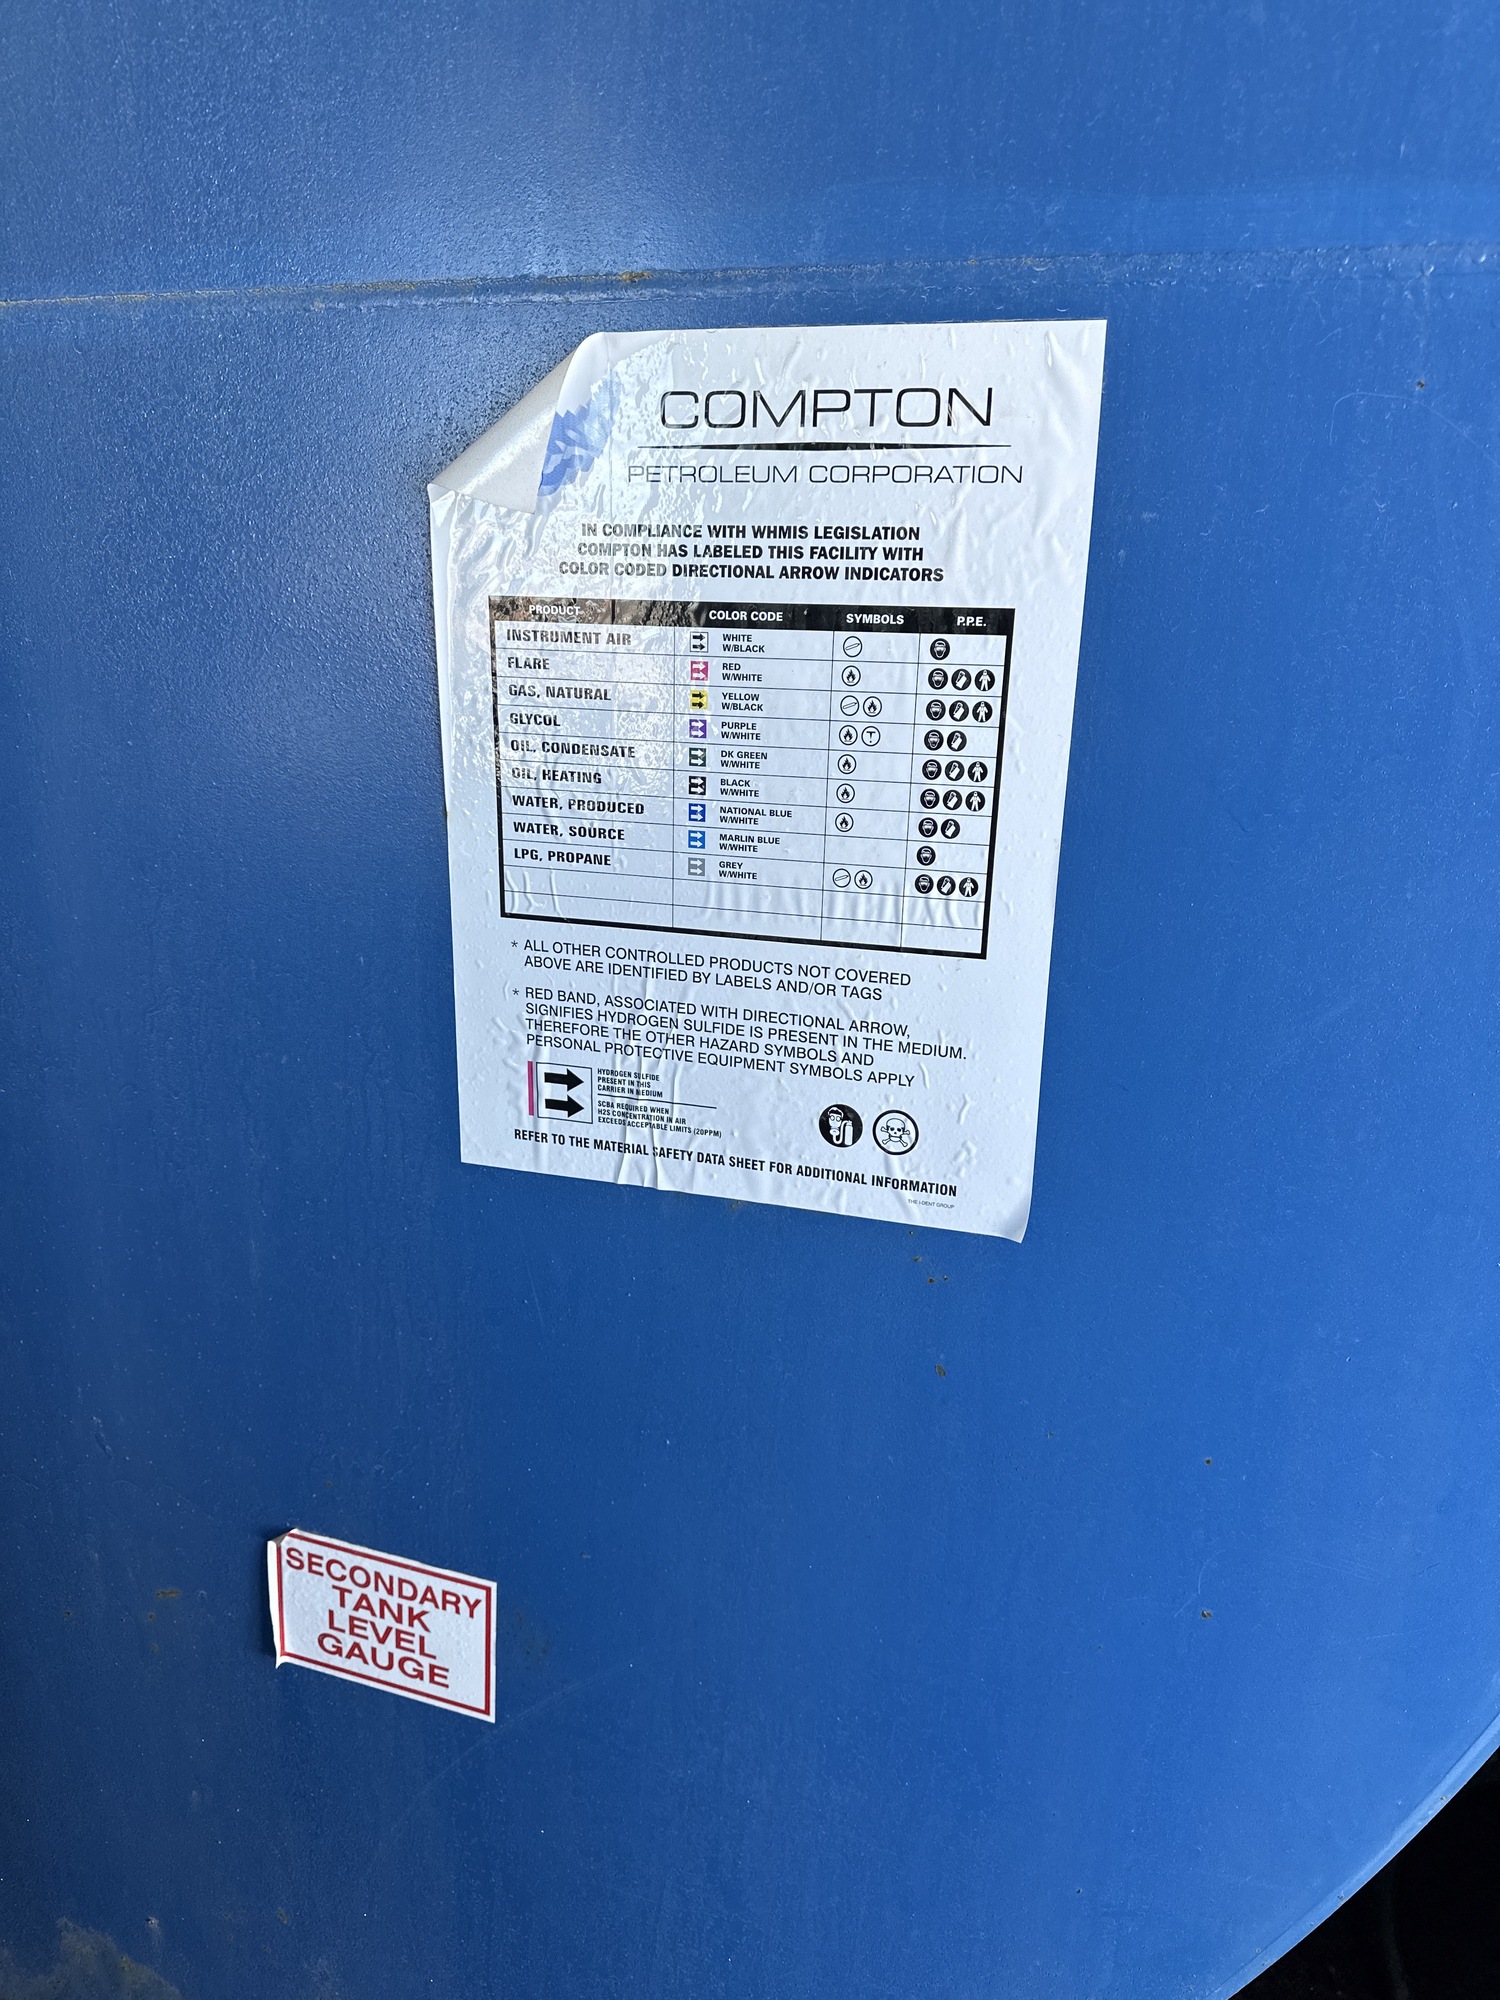 COMPTON
PETROLEUM CORPORATION
IN COMPLIANCE WITH WHMIS LEGISLATION
COMPTON HAS LABELED THIS FACILITY WITH
COLOR CODED DIRECTIONAL ARROW INDICATORS
PRODUCT COLOR CODE SYMBOLS P.P.E.
INSTRUMENT AIR WHITE
W/BLACK
FLARE RED
W/WHITE
GAS, NATURAL YELLOW
W/BLACK
GLYCOL PURPLE
W/WHITE
T
OIL, CONDENSATE DK GREEN
W/WHITE
OIL, HEATING BLACK
W/WHITE
WATER, PRODUCED NATIONAL BLUE
W/WHITE
WATER, SOURCE MARLIN BLUE
W/WHITE
LPG, PROPANE GREY
W/WHITE
* ALL OTHER CONTROLLED PRODUCTS NOT COVERED
ABOVE ARE IDENTIFIED BY LABELS AND/OR TAGS
* RED BAND, ASSOCIATED WITH DIRECTIONAL ARROW,
SIGNIFIES HYDROGEN SULFIDE IS PRESENT IN THE MEDIUM.
THEREFORE THE OTHER HAZARD SYMBOLS AND
PERSONAL PROTECTIVE EQUIPMENT SYMBOLS APPLY
HYDROGEN SULFIDE
PRESENT IN THIS
CARRIER IN MEDIUM
SCBA REQUIRED WHEN
H2S CONCENTRATION IN AIR
EXCEEDS ACCEPTABLE LIMITS (20PPM)
REFER TO THE MATERIAL SAFETY DATA SHEET FOR ADDITIONAL INFORMATION
THE I-DENT GROUP
SECONDARY
TANK
LEVEL
GAUGE